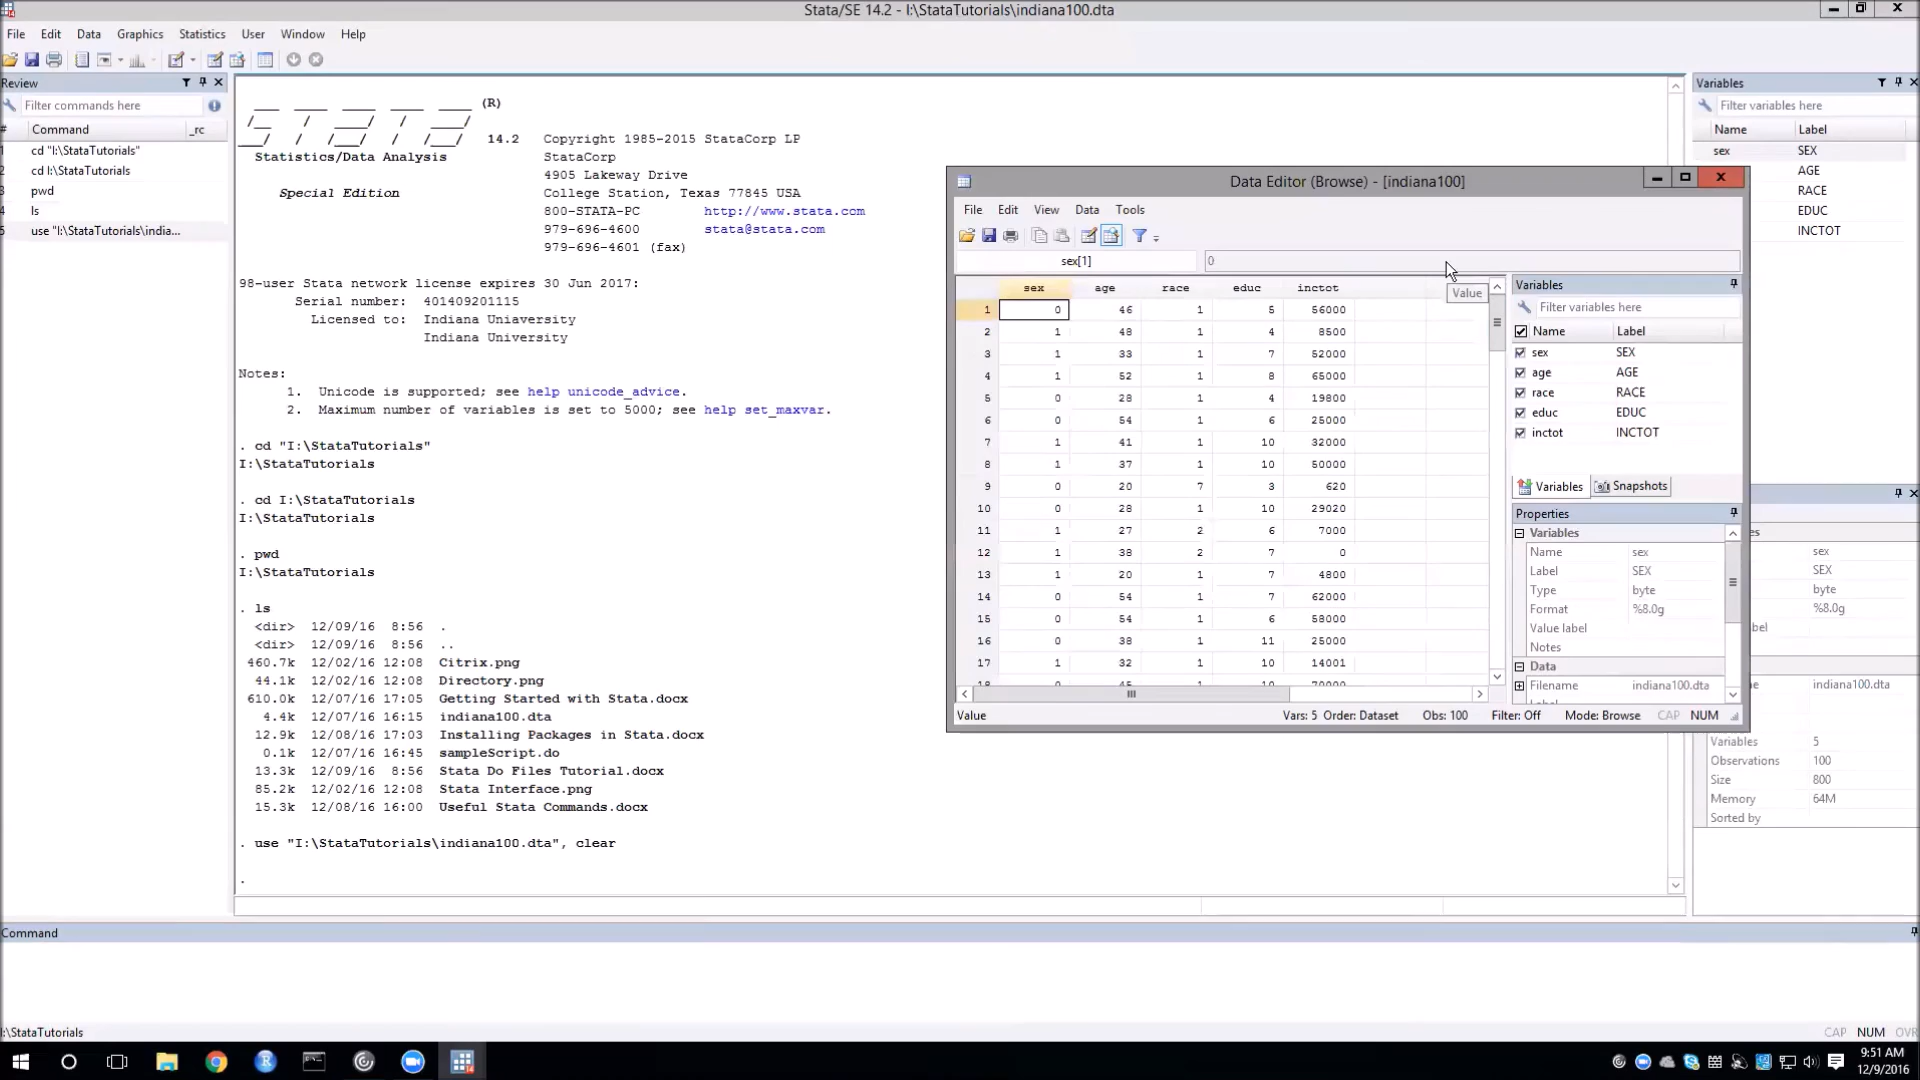 Stata/SE 14.2 - I:\StataTutorials\indiana100.dta
File Edit Data Graphics Statistics User Window Help
Review
Filter commands here
# Command _rc
1 cd "I:\StataTutorials"
2 cd I:\StataTutorials
3 pwd
4 ls
5 use "I:\StataTutorials\india...
(R)
14.2 Copyright 1985-2015 StataCorp LP
Statistics/Data Analysis StataCorp
4905 Lakeway Drive
Special Edition College Station, Texas 77845 USA
800-STATA-PC http://www.stata.com
979-696-4600 stata@stata.com
979-696-4601 (fax)
98-user Stata network license expires 30 Jun 2017:
Serial number: 401409201115
Licensed to: Indiana Uniaversity
Indiana University
Notes:
1. Unicode is supported; see help unicode_advice.
2. Maximum number of variables is set to 5000; see help set_maxvar.
. cd "I:\StataTutorials"
I:\StataTutorials
. cd I:\StataTutorials
I:\StataTutorials
. pwd
I:\StataTutorials
. ls
<dir> 12/09/16 8:56 .
<dir> 12/09/16 8:56 ..
460.7k 12/02/16 12:08 Citrix.png
44.1k 12/02/16 12:08 Directory.png
610.0k 12/07/16 17:05 Getting Started with Stata.docx
4.4k 12/07/16 16:15 indiana100.dta
12.9k 12/08/16 17:03 Installing Packages in Stata.docx
0.1k 12/07/16 16:45 sampleScript.do
13.3k 12/09/16 8:56 Stata Do Files Tutorial.docx
85.2k 12/02/16 12:08 Stata Interface.png
15.3k 12/08/16 16:00 Useful Stata Commands.docx
. use "I:\StataTutorials\indiana100.dta", clear
.
Data Editor (Browse) - [indiana100]
File Edit View Data Tools
sex[1] 0
Value
sex age race educ inctot
1 0 46 1 5 56000
2 1 48 1 4 8500
3 1 33 1 7 52000
4 1 52 1 8 65000
5 0 28 1 4 19800
6 0 54 1 6 25000
7 1 41 1 10 32000
8 1 37 1 10 50000
9 0 20 7 3 620
10 0 28 1 10 29020
11 1 27 2 6 7000
12 1 38 2 7 0
13 1 20 1 7 4800
14 0 54 1 7 62000
15 0 54 1 6 58000
16 0 38 1 11 25000
17 1 32 1 10 14001
Variables
Filter variables here
Name Label
sex SEX
age AGE
race RACE
educ EDUC
inctot INCTOT
Variables Snapshots
Properties
Variables
Name sex
Label SEX
Type byte
Format %8.0g
Value label
Notes
Data
Filename indiana100.dta
Value Vars: 5 Order: Dataset Obs: 100 Filter: Off Mode: Browse CAP NUM
Variables
Filter variables here
Name Label
sex SEX
AGE
RACE
EDUC
INCTOT
sex
SEX
byte
%8.0g
indiana100.dta
Variables 5
Observations 100
Size 800
Memory 64M
Sorted by
Command
I:\StataTutorials CAP NUM OVR
9:51 AM
12/9/2016